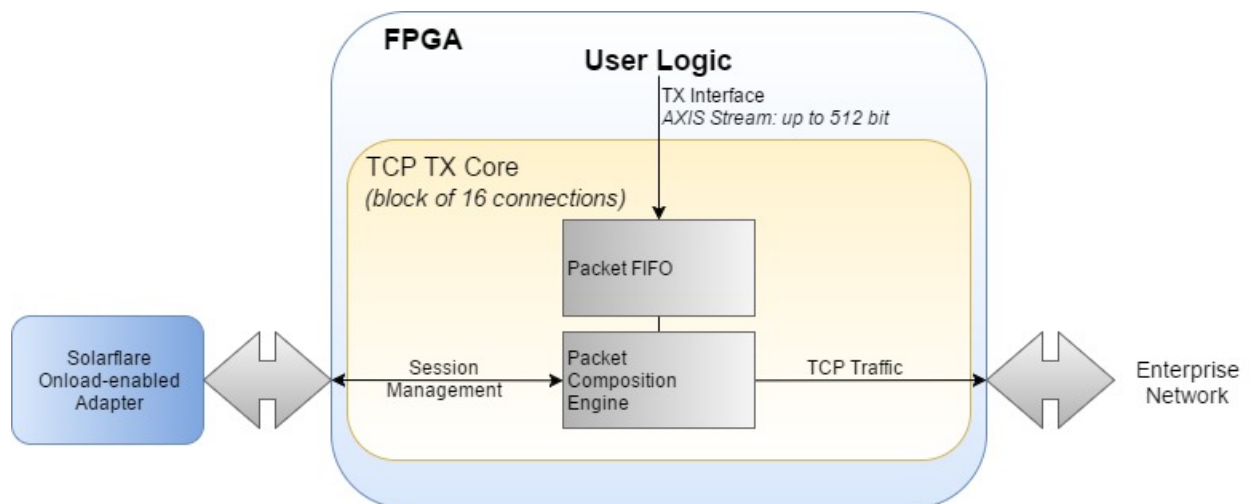 FPGA
User Logic
TX Interface
AXIS Stream: up to 512 bit
TCP TX Core
(block of 16 connections)
Packet FIFO
Solarflare
Onload-enabled
Adapter
Session
Management
Packet
Composition
Engine
TCP Traffic
Enterprise
Network